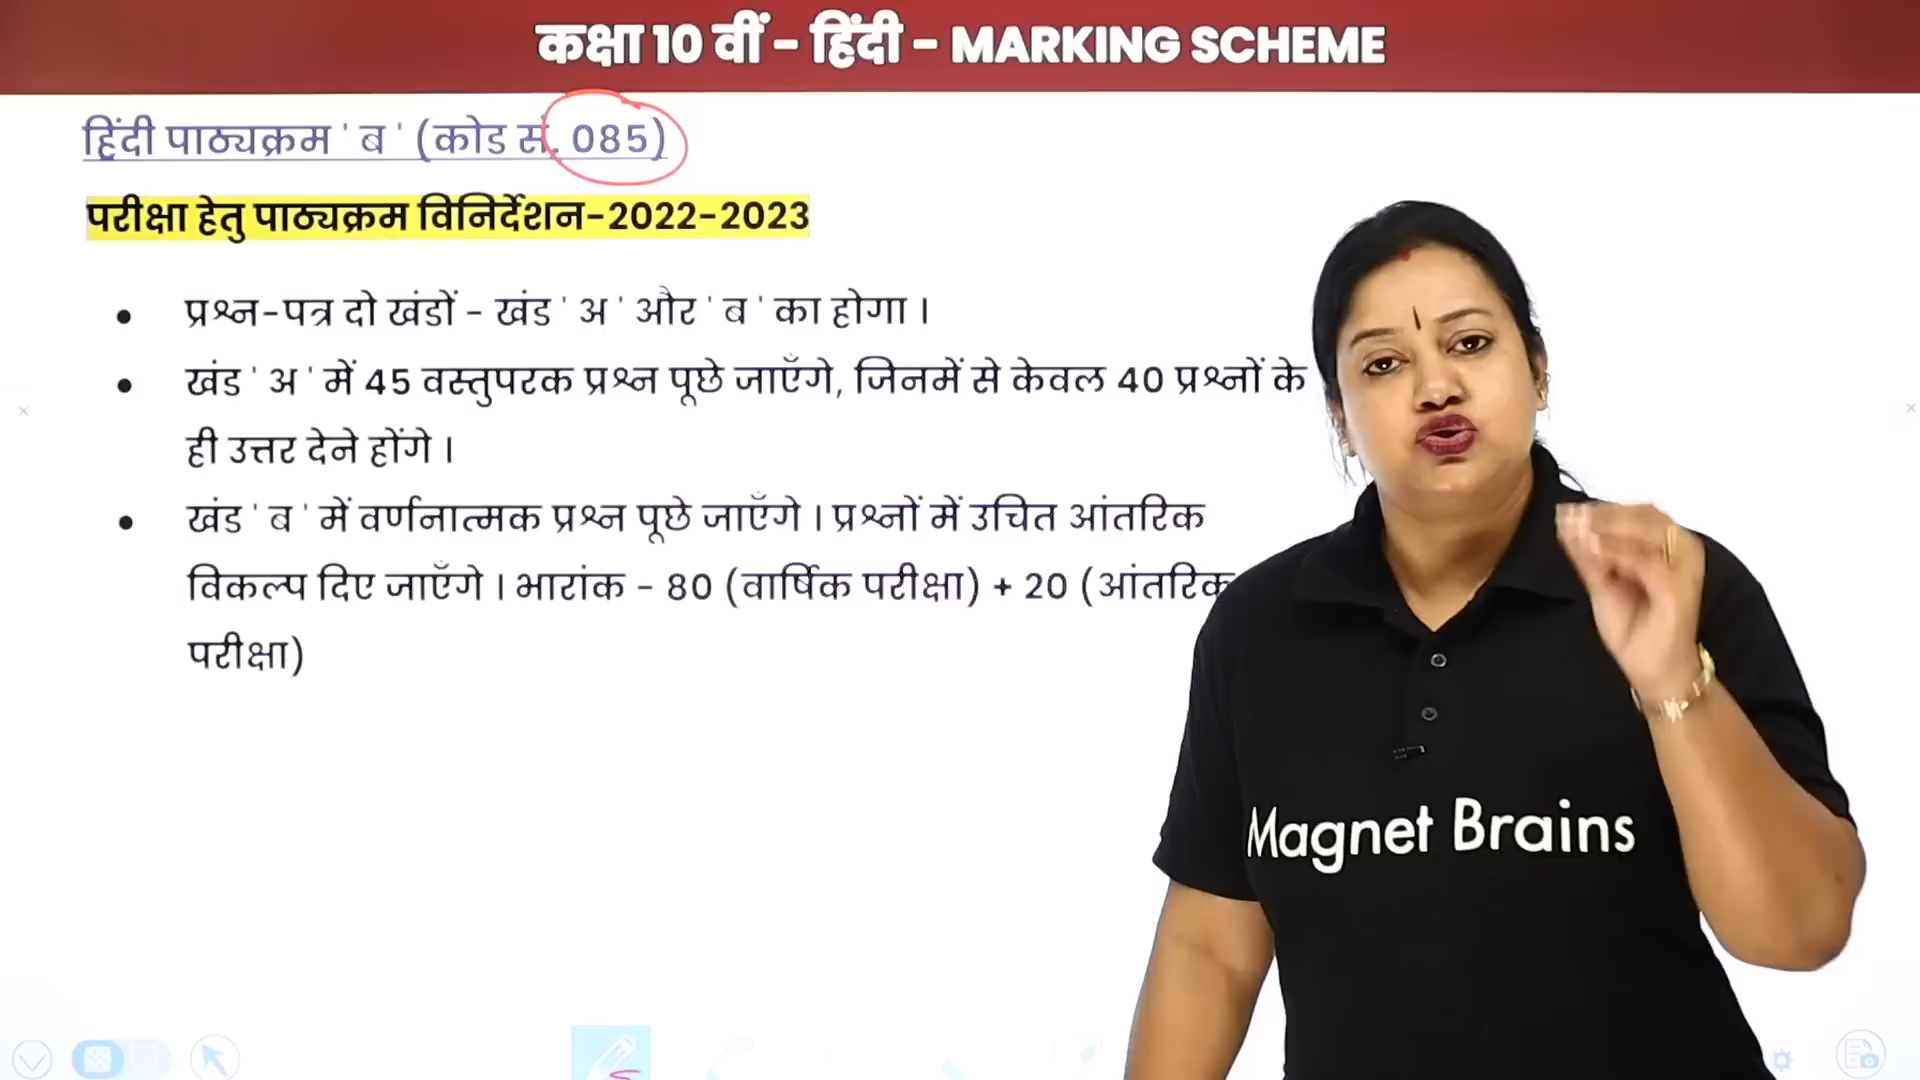 कक्षा 10 वीं - हिंदी - MARKING SCHEME
हिंदी पाठ्यक्रम ' ब ' (कोड सं. 085)
परीक्षा हेतु पाठ्यक्रम विनिर्देशन-2022-2023
• प्रश्न-पत्र दो खंडों - खंड ' अ ' और ' ब ' का होगा ।
• खंड ' अ ' में 45 वस्तुपरक प्रश्न पूछे जाएँगे, जिनमें से केवल 40 प्रश्नों के
ही उत्तर देने होंगे ।
• खंड ' ब ' में वर्णनात्मक प्रश्न पूछे जाएँगे । प्रश्नों में उचित आंतरिक
विकल्प दिए जाएँगे । भारांक - 80 (वार्षिक परीक्षा) + 20 (आंतरिक
परीक्षा)
Magnet Brains